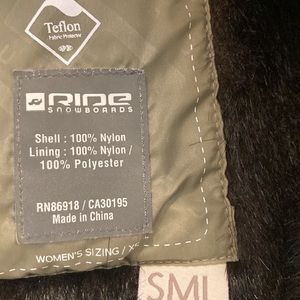 Teflon
Fabric Protector
RIDE
SNOWBOARDS
Shell : 100% Nylon
Lining : 100% Nylon /
100% Polyester
RN86918 / CA30195
Made in China
WOMEN'S SIZING / XS
SML